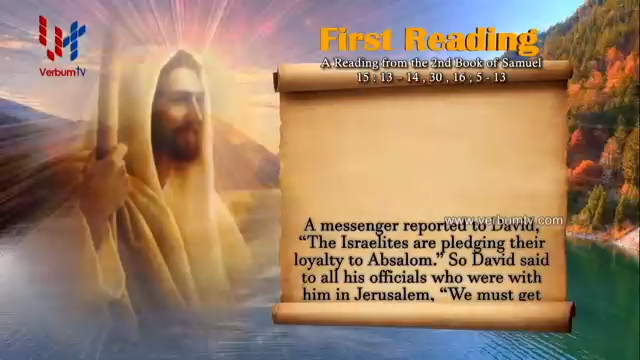 VerbumTV
First Reading
A Reading from the 2nd Book of Samuel
15 : 13 - 14 , 30 , 16 ; 5 - 13
www.verbumtv.com
A messenger reported to David,
“The Israelites are pledging their
loyalty to Absalom.” So David said
to all his officials who were with
him in Jerusalem, “We must get